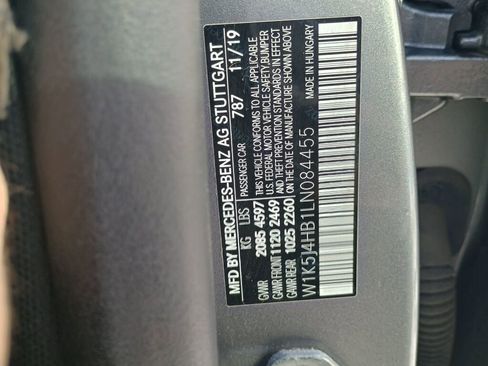 MFD BY MERCEDES-BENZ AG STUTTGART
PASSENGER CAR 787 11/19
KG LBS
GVWR 2085 4597
GAWR FRONT 1120 2469
GAWR REAR 1025 2260
THIS VEHICLE CONFORMS TO ALL APPLICABLE
U.S. FEDERAL MOTOR VEHICLE SAFETY, BUMPER
AND THEFT PREVENTION STANDARDS IN EFFECT
ON THE DATE OF MANUFACTURE SHOWN ABOVE
W1K5J4HB1LN084455
MADE IN HUNGARY